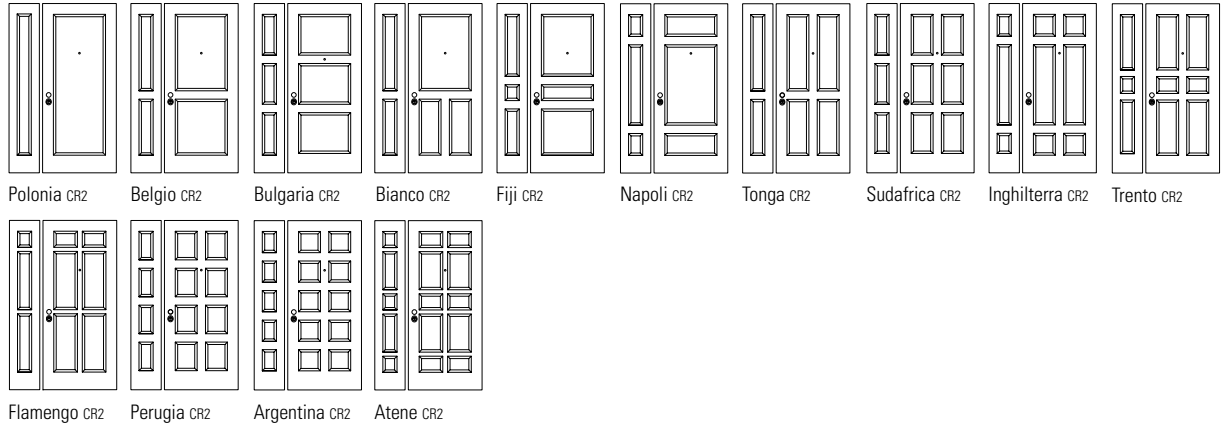 Polonia CR2 Belgio CR2 Bulgaria CR2 Bianco CR2 Fiji CR2 Napoli CR2 Tonga CR2 Sudafrica CR2 Inghilterra CR2 Trento CR2
Flamengo CR2 Perugia CR2 Argentina CR2 Atene CR2